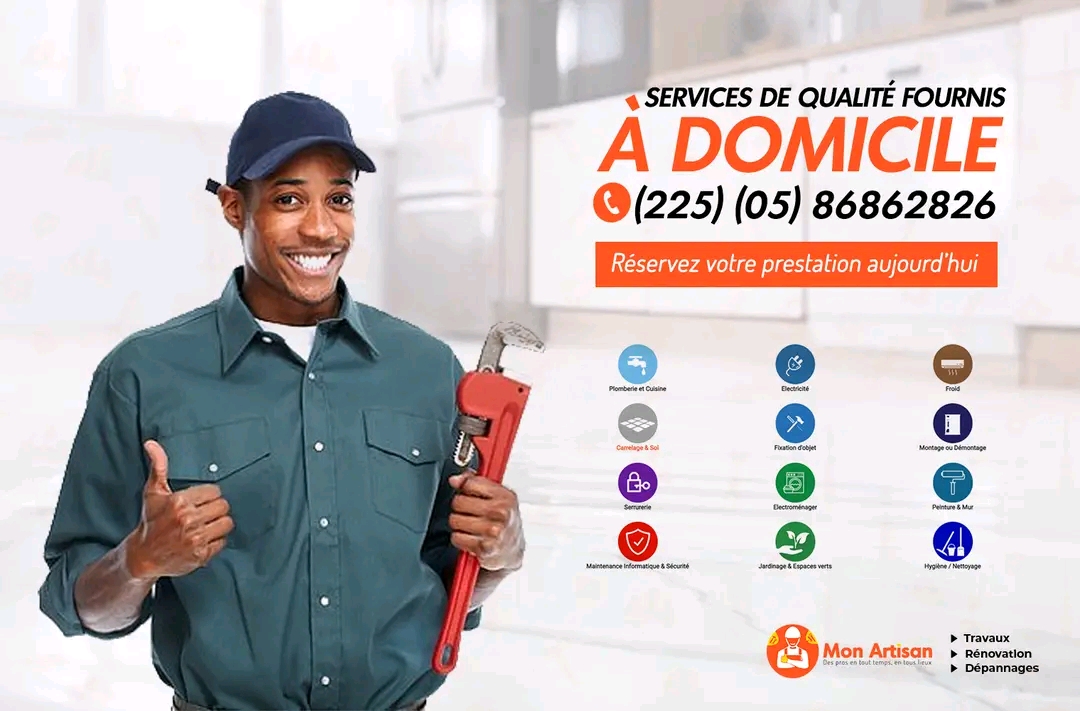 SERVICES DE QUALITÉ FOURNIS
À DOMICILE
(225) (05) 86862826
Réservez votre prestation aujourd'hui
Plomberie et Cuisine
Électricité
Froid
Carrelage & Sol
Fixation d'objet
Montage ou Démontage
Serrurerie
Électroménager
Peinture & Mur
Maintenance Informatique & Sécurité
Jardinage & Espaces verts
Hygiène / Nettoyage
Mon Artisan
Des pros en tout temps, en tous lieux
Travaux
Rénovation
Dépannages